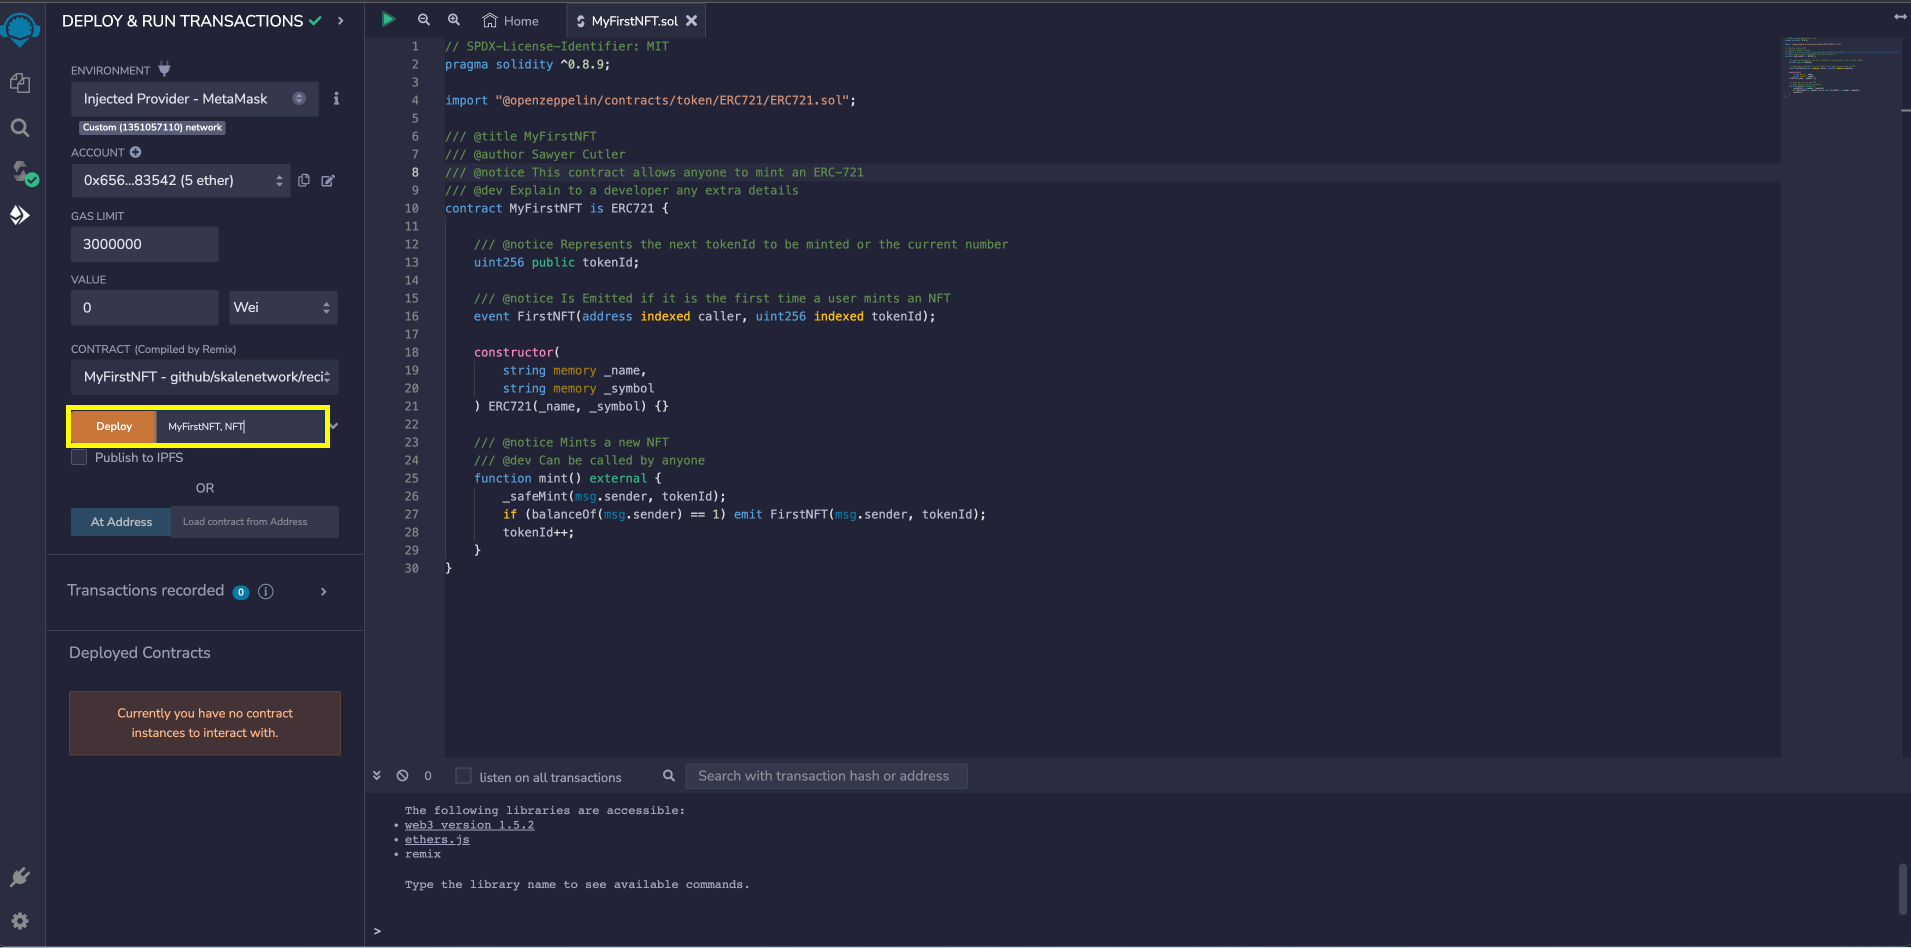 DEPLOY & RUN TRANSACTIONS
ENVIRONMENT
Injected Provider - MetaMask
Custom (1351057110) network
ACCOUNT
0x656...83542 (5 ether)
GAS LIMIT
3000000
VALUE
0 Wei
CONTRACT (Compiled by Remix)
MyFirstNFT - github/skalenetwork/reci
Deploy MyFirstNFT, NFT
Publish to IPFS
OR
At Address Load contract from Address
Transactions recorded 0 i
Deployed Contracts
Currently you have no contract
instances to interact with.
Home MyFirstNFT.sol
1 // SPDX-License-Identifier: MIT
2 pragma solidity ^0.8.9;
3
4 import "@openzeppelin/contracts/token/ERC721/ERC721.sol";
5
6 /// @title MyFirstNFT
7 /// @author Sawyer Cutler
8 /// @notice This contract allows anyone to mint an ERC-721
9 /// @dev Explain to a developer any extra details
10 contract MyFirstNFT is ERC721 {
11
12 /// @notice Represents the next tokenId to be minted or the current number
13 uint256 public tokenId;
14
15 /// @notice Is Emitted if it is the first time a user mints an NFT
16 event FirstNFT(address indexed caller, uint256 indexed tokenId);
17
18 constructor(
19 string memory _name,
20 string memory _symbol
21 ) ERC721(_name, _symbol) {}
22
23 /// @notice Mints a new NFT
24 /// @dev Can be called by anyone
25 function mint() external {
26 _safeMint(msg.sender, tokenId);
27 if (balanceOf(msg.sender) == 1) emit FirstNFT(msg.sender, tokenId);
28 tokenId++;
29 }
30 }
0 listen on all transactions Search with transaction hash or address
The following libraries are accessible:
• web3 version 1.5.2
• ethers.js
• remix
Type the library name to see available commands.
>